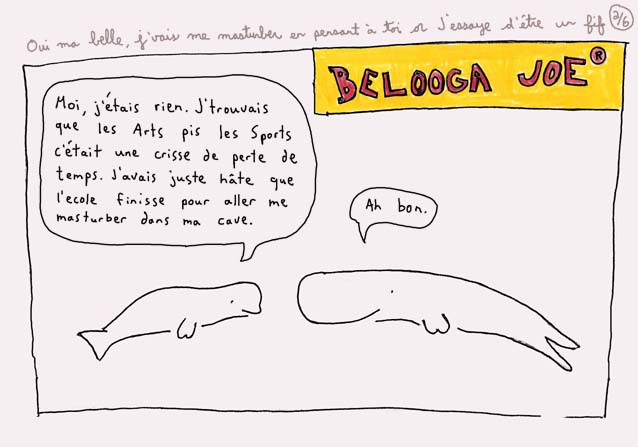 Oui ma belle, j'vais me masturber en pensant à toi or J'essaye d'être un fif 2/6
BELOOGA JOE®
Moi, j'étais rien. J'trouvais
que les Arts pis les Sports
c'était une crisse de perte de
temps. J'avais juste hâte que
l'ecole finisse pour aller me
masturber dans ma cave.
Ah bon.